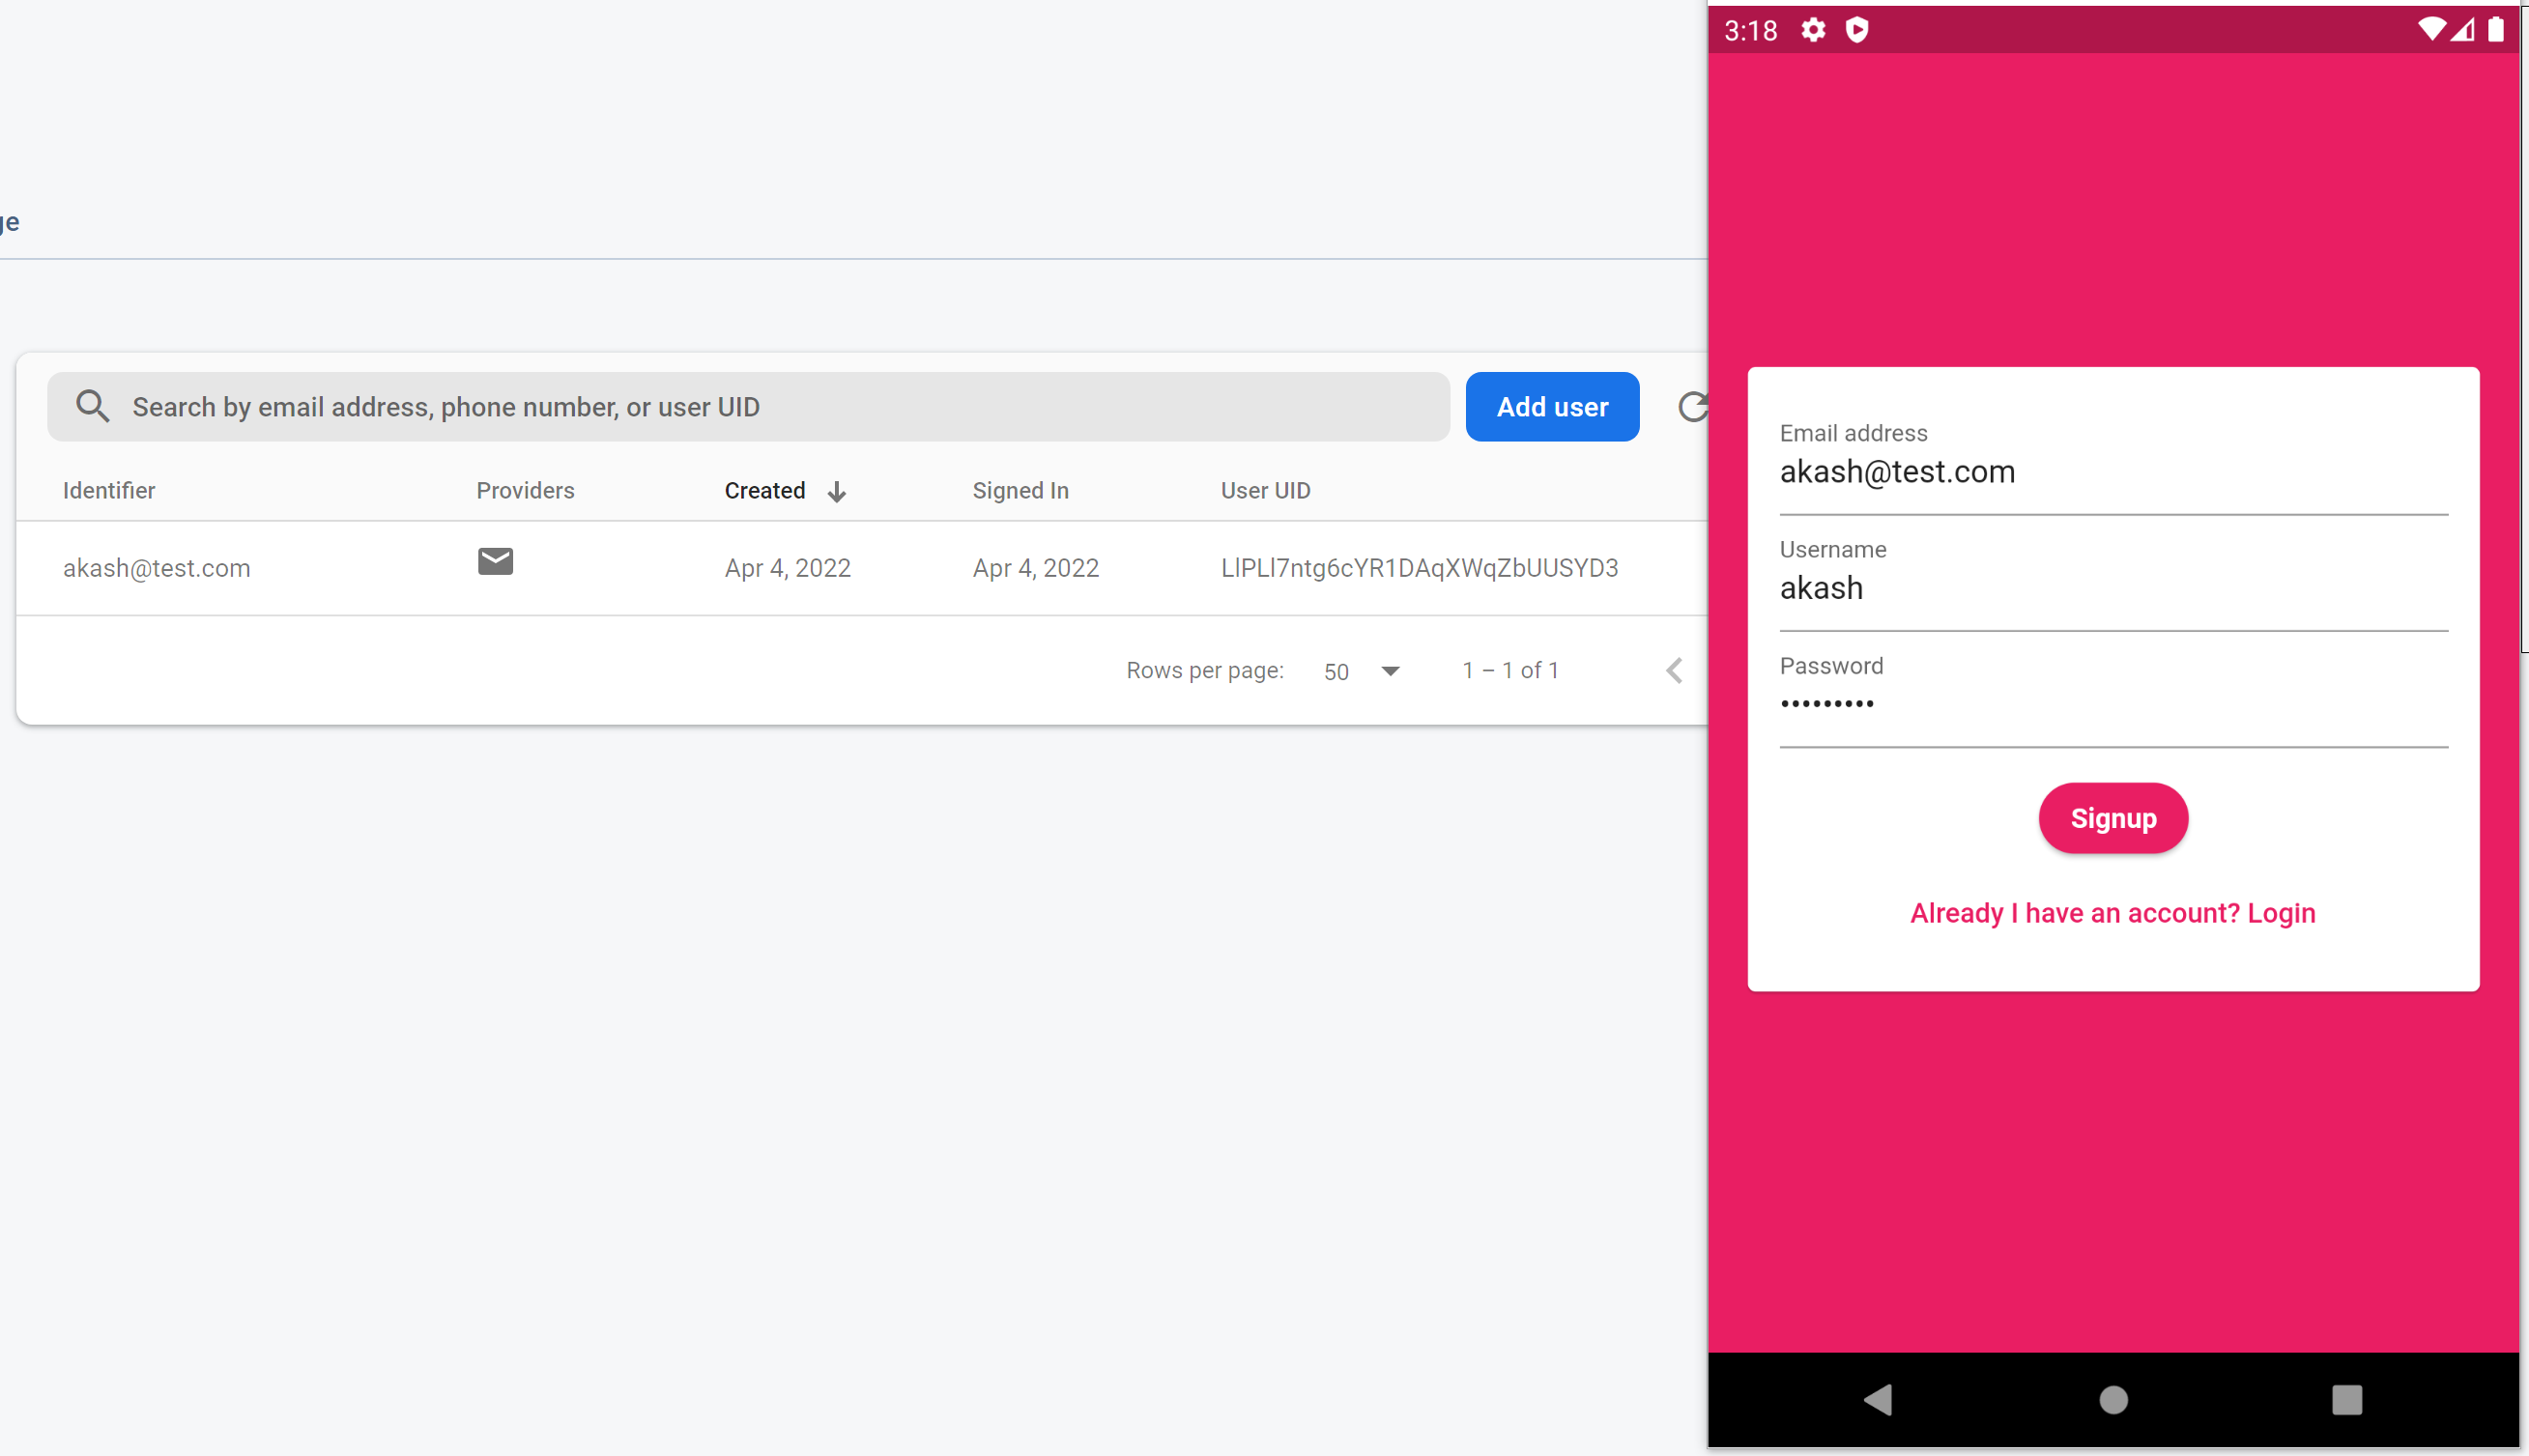 ge
Search by email address, phone number, or user UID
Add user
Identifier Providers Created Signed In User UID
akash@test.com Apr 4, 2022 Apr 4, 2022 LlPLl7ntg6cYR1DAqXWqZbUUSYD3
Rows per page: 50 1 – 1 of 1
3:18
Email address
akash@test.com
Username
akash
Password
•••••••••
Signup
Already I have an account? Login